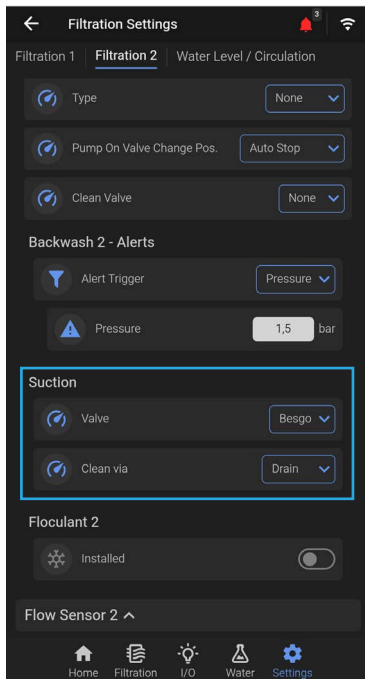 Filtration Settings
3
Filtration 1 Filtration 2 Water Level / Circulation
Type None
Pump On Valve Change Pos. Auto Stop
Clean Valve None
Backwash 2 - Alerts
Alert Trigger Pressure
Pressure 1,5 bar
Suction
Valve Besgo
Clean via Drain
Floculant 2
Installed
Flow Sensor 2
Home Filtration I/O Water Settings